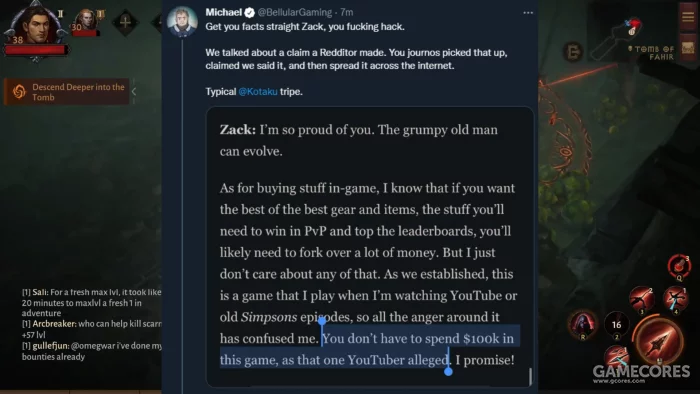 38
30
Descend Deeper into the
Tomb
Michael @BellularGaming · 7m
Get you facts straight Zack, you fucking hack.
We talked about a claim a Redditor made. You journos picked that up,
claimed we said it, and then spread it across the internet.
Typical @Kotaku tripe.
Zack: I'm so proud of you. The grumpy old man
can evolve.
As for buying stuff in-game, I know that if you want
the best of the best gear and items, the stuff you'll
need to win in PvP and top the leaderboards, you'll
likely need to fork over a lot of money. But I just
don't care about any of that. As we established, this
is a game that I play when I'm watching YouTube or
old Simpsons episodes, so all the anger around it
has confused me. You don't have to spend $100k in
this game, as that one YouTuber alleged. I promise!
TOMB OF
FAHIR
[1] Sali: For a fresh max lvl, it took like
20 minutes to maxlvl a fresh 1 in
adventure
[1] Arcbreaker: who can help kill scarn
+57 lvl
[1] gullefjun: @omegwar i've done my
bounties already
3
Q
2
1
16
R
GAMECORES
www.gcores.com